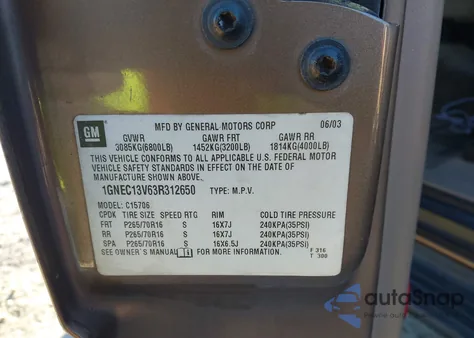 GM
MFD BY GENERAL MOTORS CORP 06/03
GVWR GAWR FRT GAWR RR
3085KG(6800LB) 1452KG(3200LB) 1814KG(4000LB)
THIS VEHICLE CONFORMS TO ALL APPLICABLE U.S. FEDERAL MOTOR
VEHICLE SAFETY STANDARDS IN EFFECT ON THE DATE OF
MANUFACTURE SHOWN ABOVE.
1GNEC13V63R312650 TYPE: M.P.V.
MODEL: C15706
CPDK TIRE SIZE SPEED RTG RIM COLD TIRE PRESSURE
FRT P265/70R16 S 16X7J 240KPA(35PSI)
RR P265/70R16 S 16X7J 240KPA(35PSI)
SPA P265/70R16 S 16X6.5J 240KPA(35PSI)
SEE OWNER'S MANUAL FOR MORE INFORMATION. F 316
T 300
autoSnap
Private auto